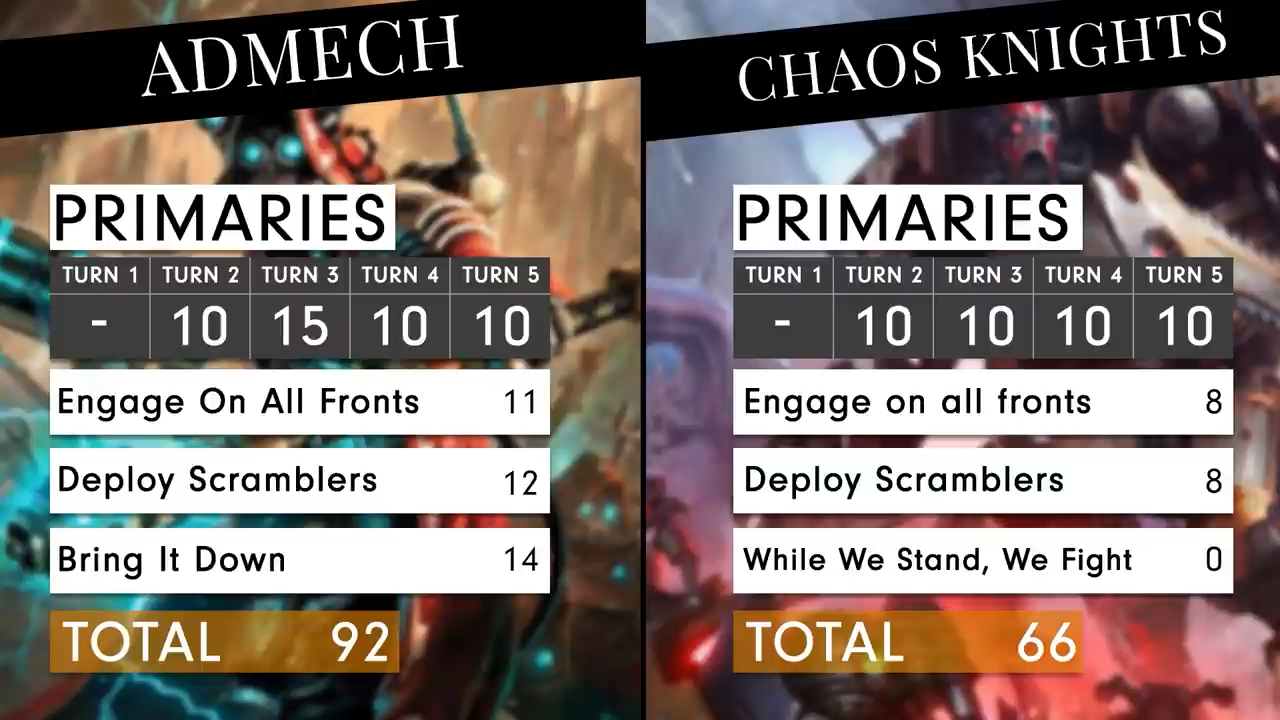 ADMECH
PRIMARIES
TURN 1 TURN 2 TURN 3 TURN 4 TURN 5
- 10 15 10 10
Engage On All Fronts 11
Deploy Scramblers 12
Bring It Down 14
TOTAL 92
CHAOS KNIGHTS
PRIMARIES
TURN 1 TURN 2 TURN 3 TURN 4 TURN 5
- 10 10 10 10
Engage on all fronts 8
Deploy Scramblers 8
While We Stand, We Fight 0
TOTAL 66